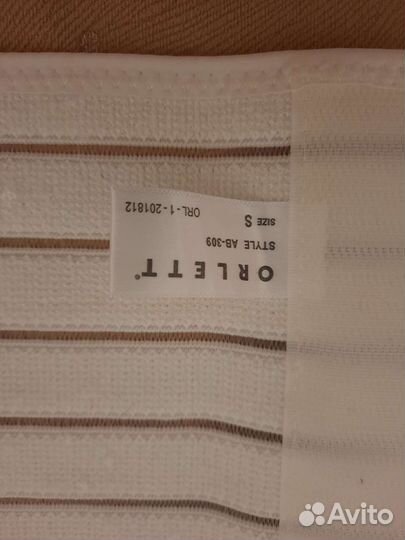 ORLETT®
STYLE AB-309
SIZE S
ORL-1-201812
Avito